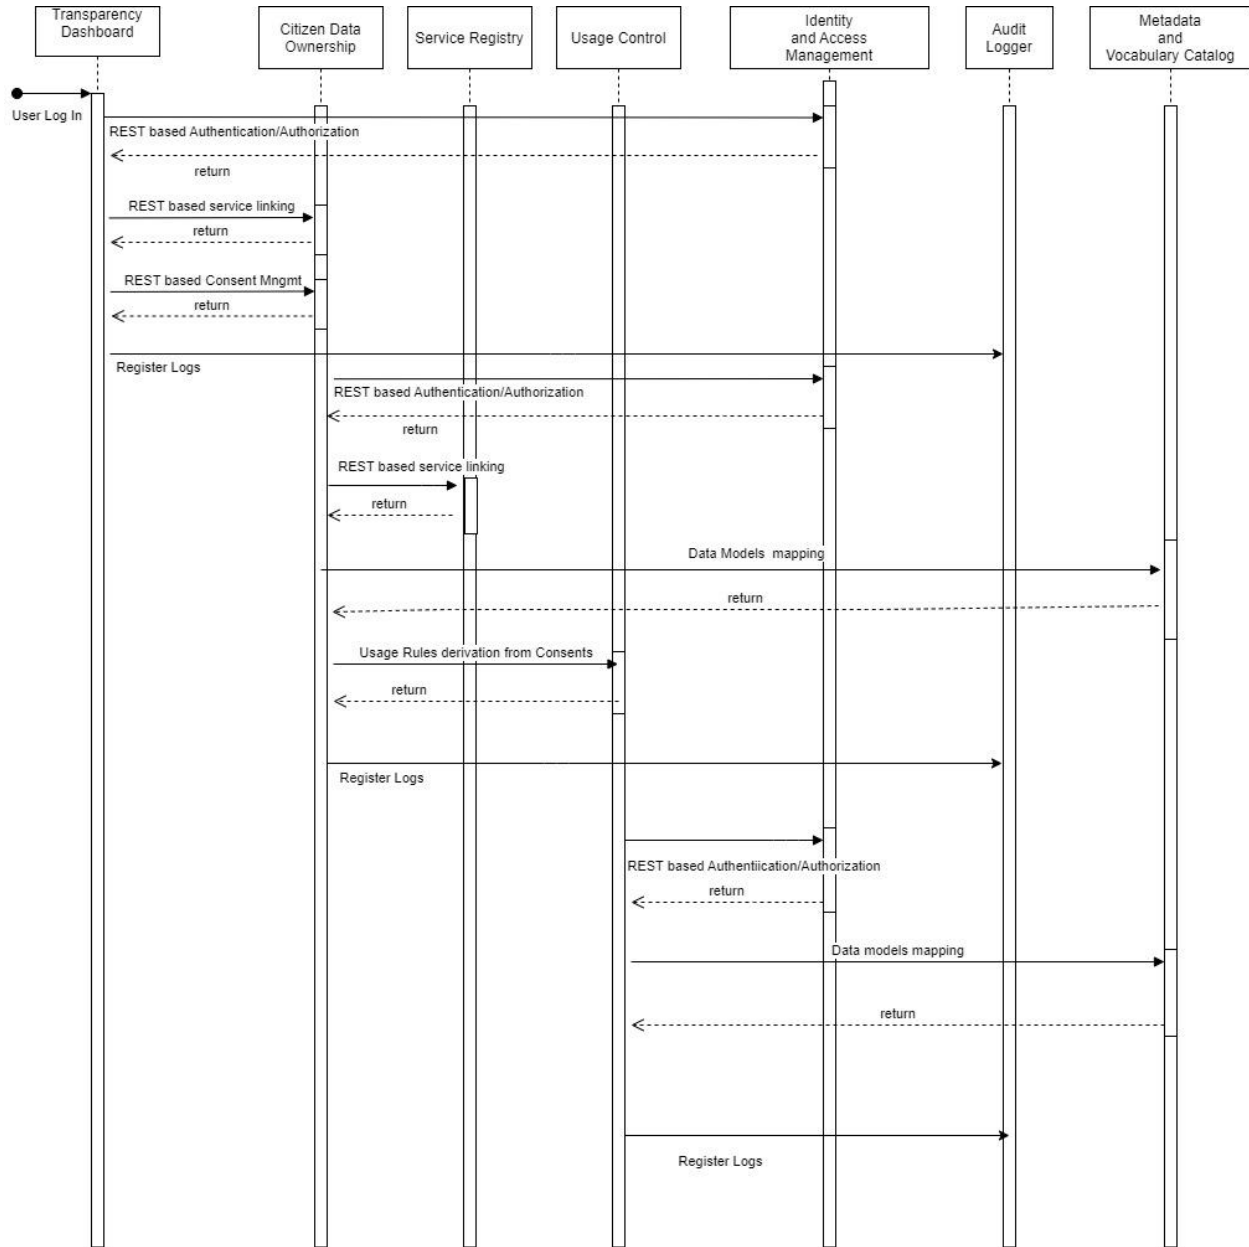 Transparency
Dashboard
Citizen Data
Ownership
Service Registry
Usage Control
Identity
and Access
Management
Audit
Logger
Metadata
and
Vocabulary Catalog
User Log In
REST based Authentication/Authorization
return
REST based service linking
return
REST based Consent Mngmt
return
Register Logs
REST based Authentication/Authorization
return
REST based service linking
return
Data Models mapping
return
Usage Rules derivation from Consents
return
Register Logs
REST based Authentiication/Authorization
return
Data models mapping
return
Register Logs